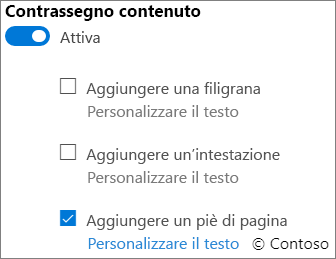 Contrassegno contenuto
Attiva
Aggiungere una filigrana
Personalizzare il testo
Aggiungere un'intestazione
Personalizzare il testo
Aggiungere un piè di pagina
Personalizzare il testo © Contoso